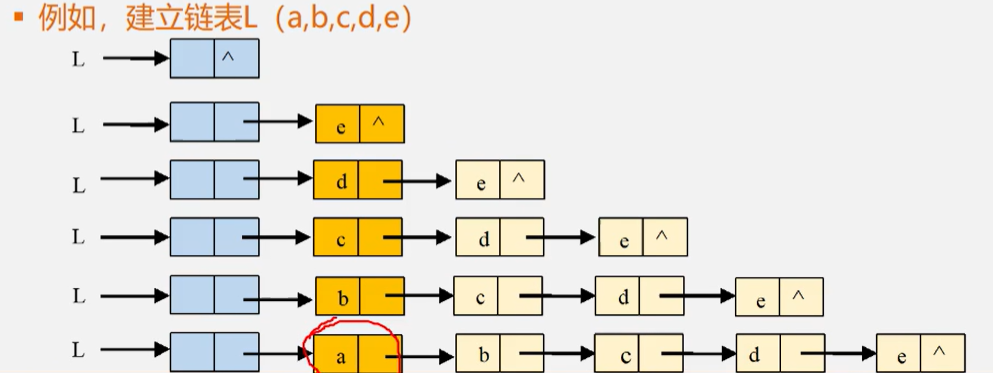 ▪ 例如，建立链表L（a,b,c,d,e）
L ^
L e ^
L d e ^
L c d e ^
L b c d e ^
L a b c d e ^